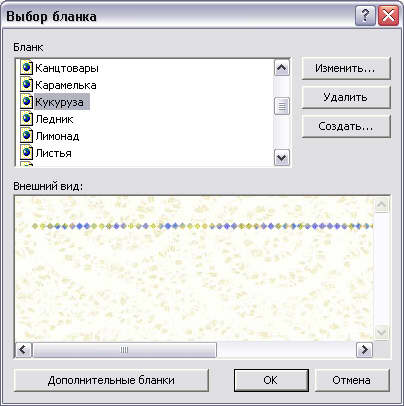 Выбор бланка
Бланк
Канцтовары
Карамелька
Кукуруза
Ледник
Лимонад
Листья
Изменить...
Удалить
Создать...
Внешний вид:
Дополнительные бланки
OK
Отмена